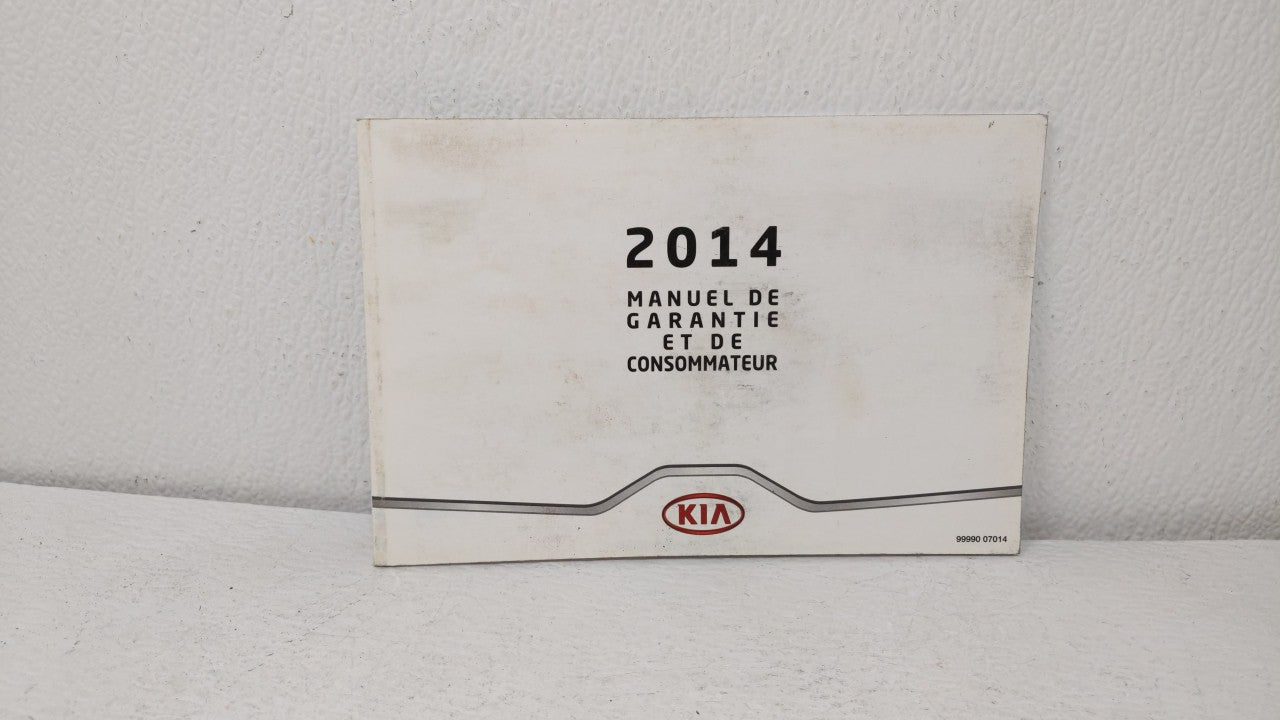 2014
MANUEL DE
GARANTIE
ET DE
CONSOMMATEUR
KIA
99990 07014